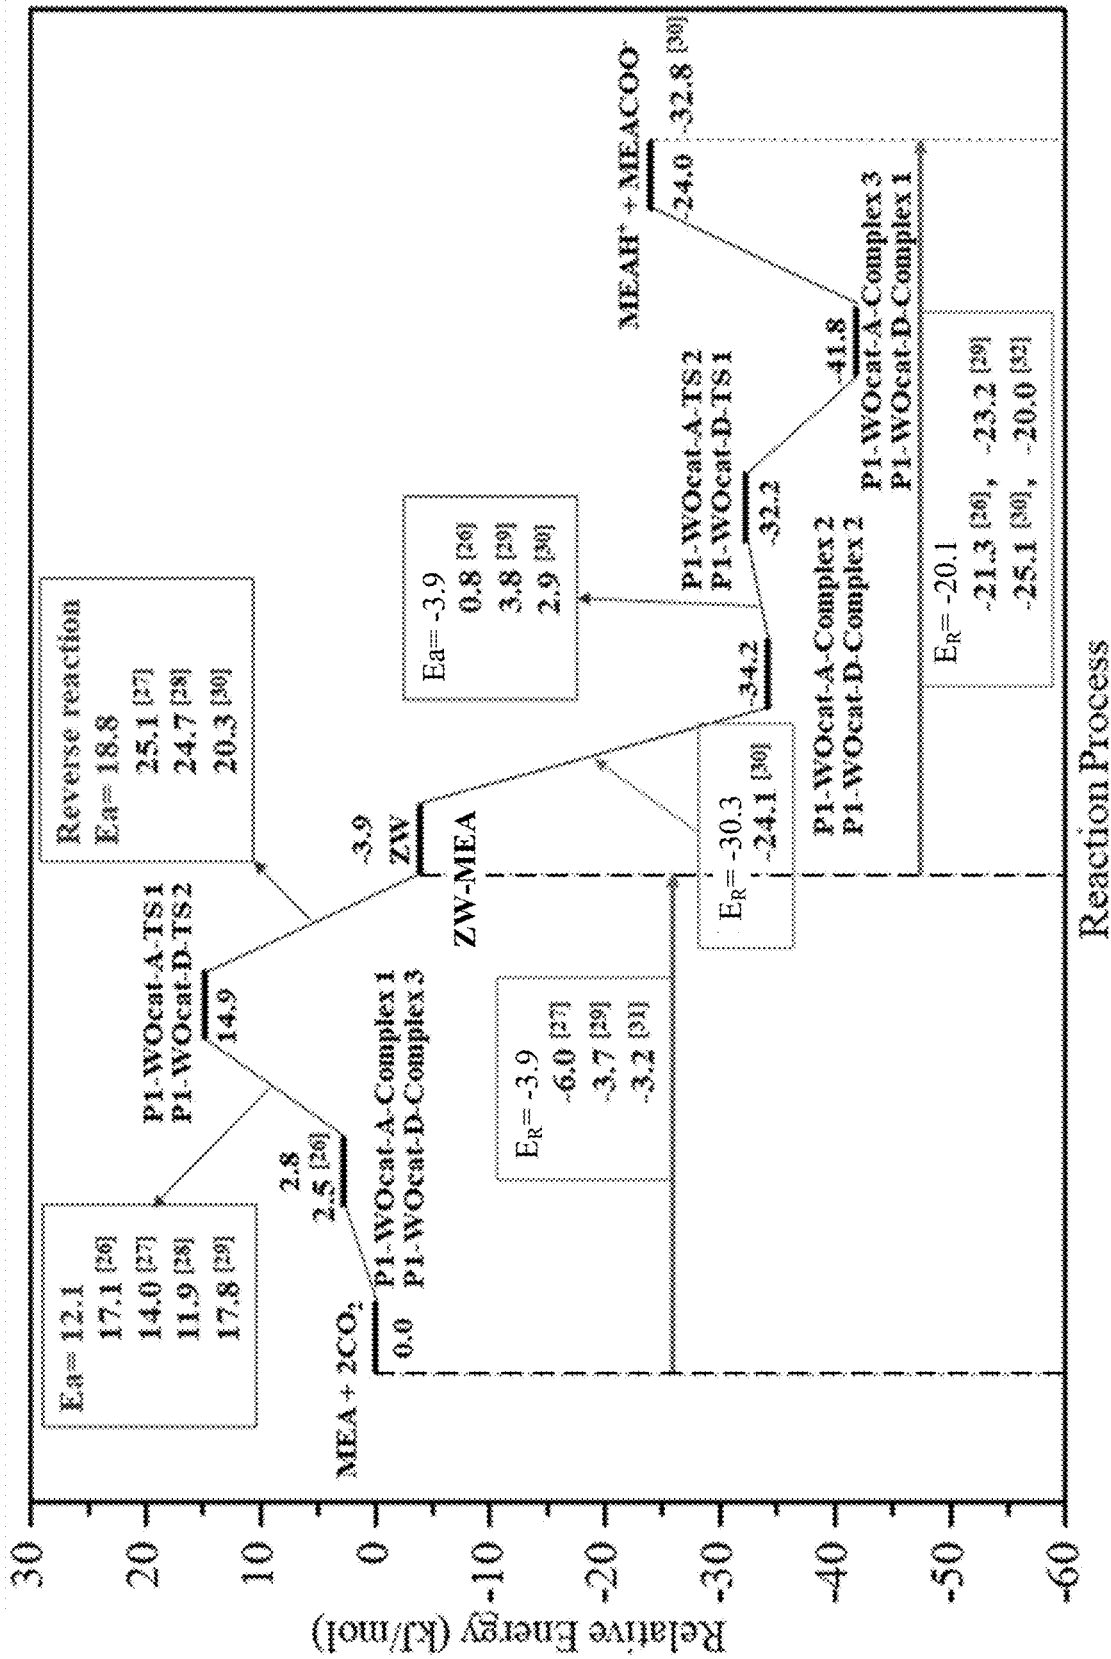 Relative Energy (kJ/mol)
30
20
10
0
-10
-20
-30
-40
-50
-60
Reaction Process
Ea= 12.1
17.1 [26]
14.0 [27]
11.9 [28]
17.8 [29]
MEA + 2CO₂
0.0
2.8
2.5 [26]
P1-WOcat-A-Complex 1
P1-WOcat-D-Complex 3
P1-WOcat-A-TS1
P1-WOcat-D-TS2
14.9
Reverse reaction
Ea= 18.8
25.1 [27]
24.7 [28]
20.3 [30]
-3.9
ZW
ZW-MEA
E_R= -3.9
-6.0 [27]
-3.7 [29]
-3.2 [31]
E_R= -30.3
-24.1 [30]
-34.2
P1-WOcat-A-Complex 2
P1-WOcat-D-Complex 2
Ea= -3.9
0.8 [26]
3.8 [29]
2.9 [30]
P1-WOcat-A-TS2
P1-WOcat-D-TS1
-32.2
-41.8
P1-WOcat-A-Complex 3
P1-WOcat-D-Complex 1
MEAH⁺ + MEACOO⁻
-24.0 -32.8 [30]
E_R= -20.1
-21.3 [26], -23.2 [29]
-25.1 [30], -20.0 [32]